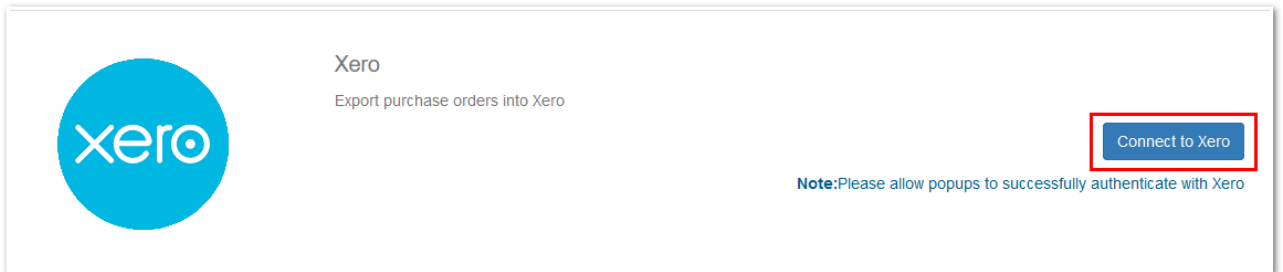 Xero
Export purchase orders into Xero
xero
Connect to Xero
Note:Please allow popups to successfully authenticate with Xero